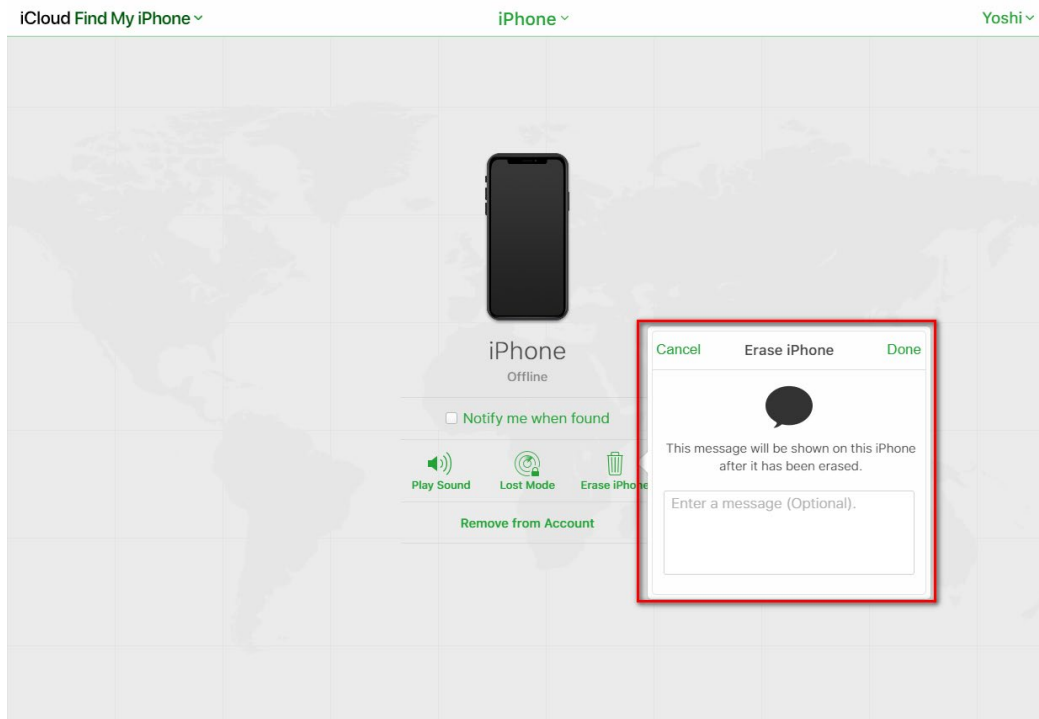 iCloud Find My iPhone
iPhone
Yoshi
iPhone
Offline
Notify me when found
Play Sound
Lost Mode
Erase iPhone
Remove from Account
Cancel
Erase iPhone
Done
This message will be shown on this iPhone
after it has been erased.
Enter a message (Optional).